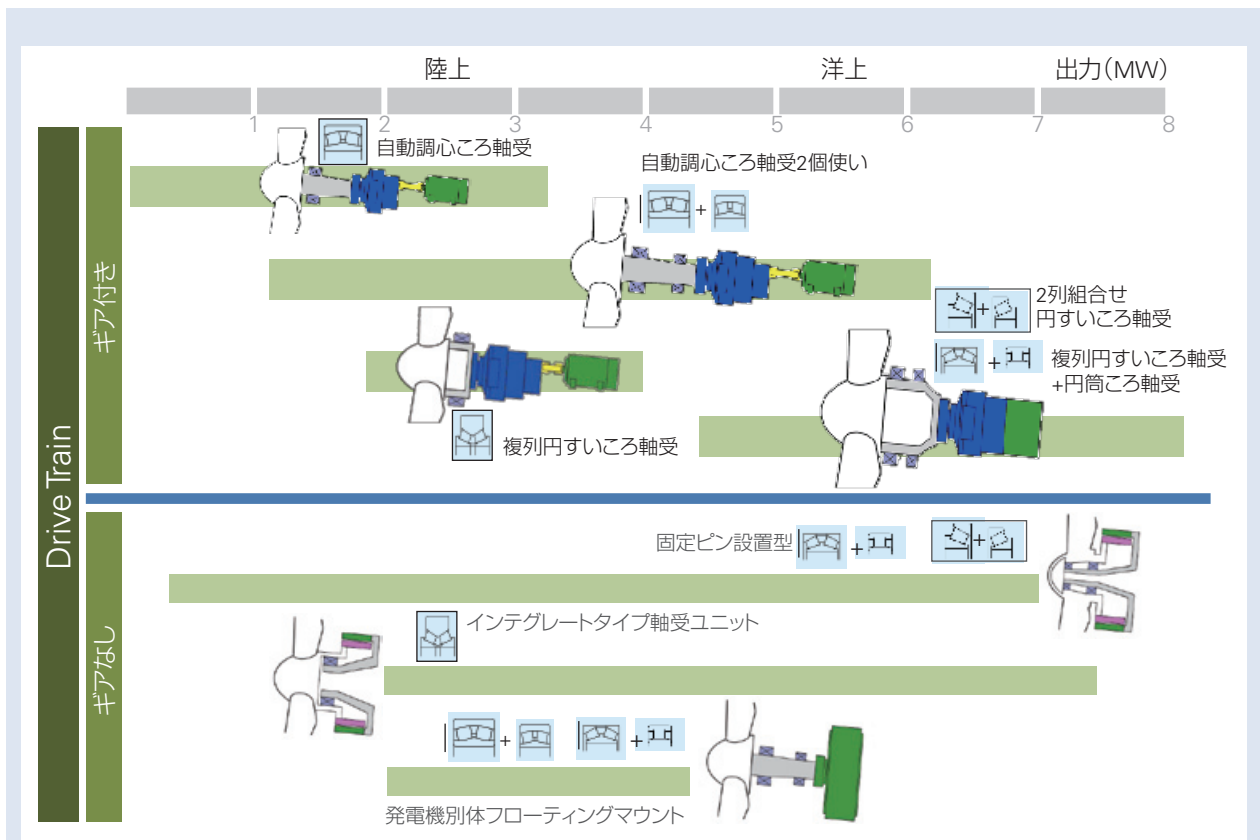 陸上
洋上
出力(MW)
1 2 3 4 5 6 7 8
Drive Train
ギア付き
自動調心ころ軸受
自動調心ころ軸受2個使い
+
2列組合せ
円すいころ軸受
+
複列円すいころ軸受
+円筒ころ軸受
+
複列円すいころ軸受
ギアなし
固定ピン設置型
+
+
インテグレートタイプ軸受ユニット
+
+
発電機別体フローティングマウント